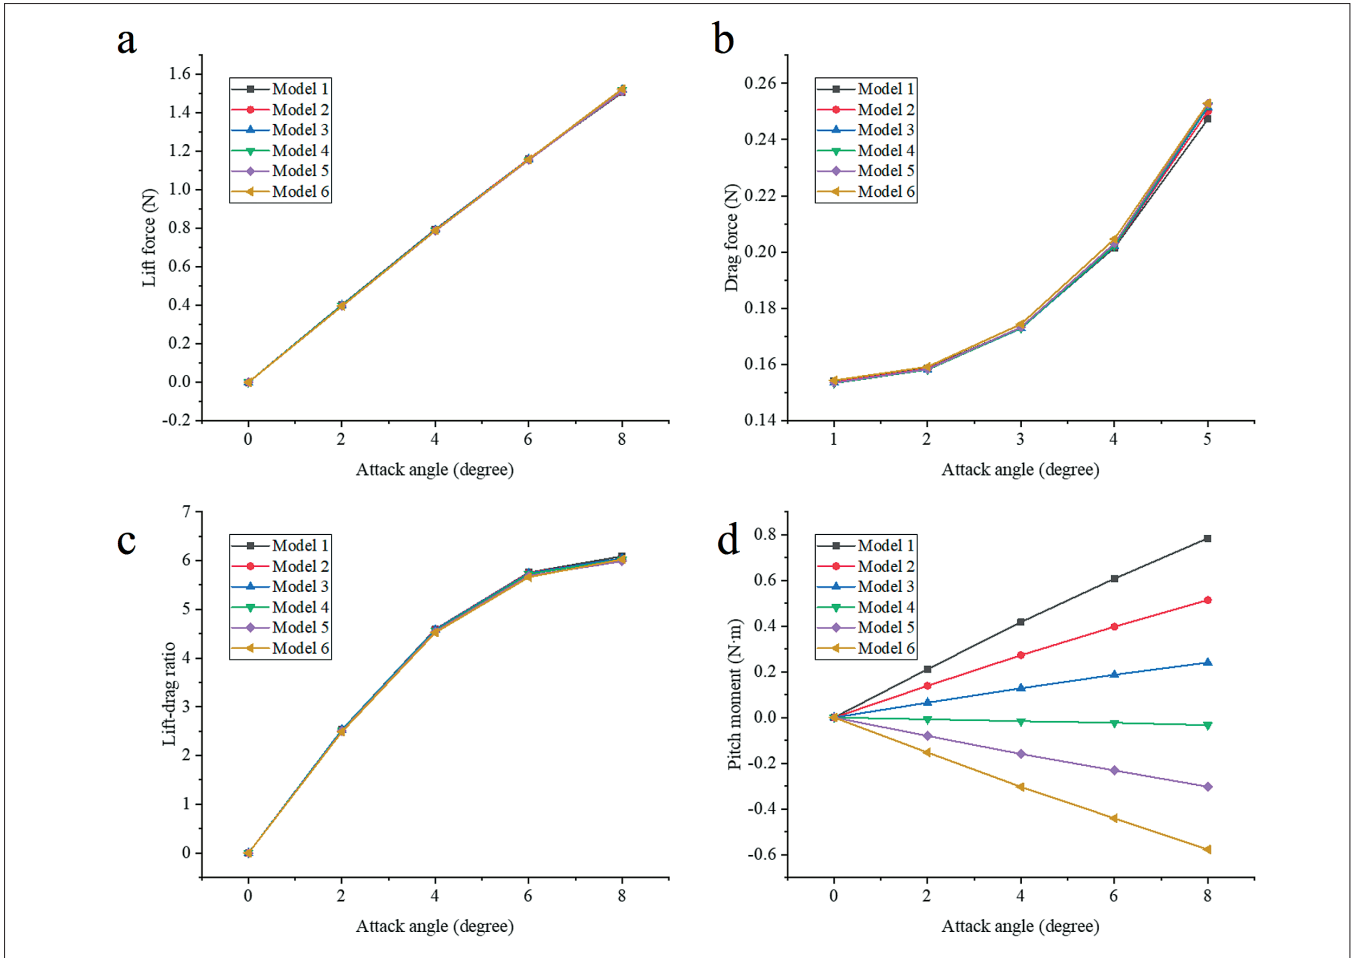 a
Lift force (N)
1.6
1.4
1.2
1.0
0.8
0.6
0.4
0.2
0.0
-0.2
Model 1
Model 2
Model 3
Model 4
Model 5
Model 6
0 2 4 6 8
Attack angle (degree)
b
Drag force (N)
0.26
0.24
0.22
0.20
0.18
0.16
0.14
Model 1
Model 2
Model 3
Model 4
Model 5
Model 6
1 2 3 4 5
Attack angle (degree)
c
Lift-drag ratio
7
6
5
4
3
2
1
0
Model 1
Model 2
Model 3
Model 4
Model 5
Model 6
0 2 4 6 8
Attack angle (degree)
d
Pitch moment (N·m)
0.8
0.6
0.4
0.2
0.0
-0.2
-0.4
-0.6
Model 1
Model 2
Model 3
Model 4
Model 5
Model 6
0 2 4 6 8
Attack angle (degree)